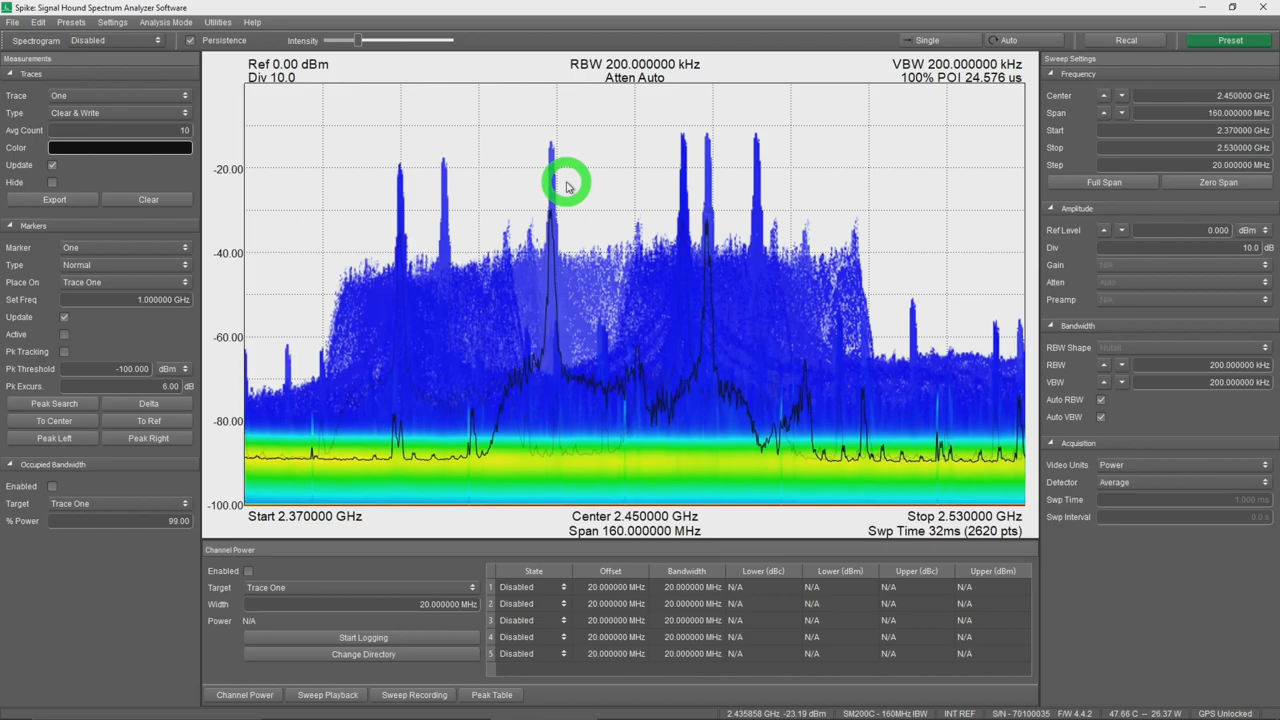 Spike: Signal Hound Spectrum Analyzer Software
File Edit Presets Settings Analysis Mode Utilities Help
Spectrogram Disabled Persistence Intensity Single Auto Recal Preset
Measurements
Traces
Trace One
Type Clear & Write
Avg Count 10
Color
Update
Hide
Export Clear
Markers
Marker One
Type Normal
Place On Trace One
Set Freq 1.000000 GHz
Update
Active
Pk Tracking
Pk Threshold -100.000 dBm
Pk Excurs. 6.00 dB
Peak Search Delta
To Center To Ref
Peak Left Peak Right
Occupied Bandwidth
Enabled
Target Trace One
% Power 99.00
Ref 0.00 dBm RBW 200.000000 kHz VBW 200.000000 kHz
Div 10.0 Atten Auto 100% POI 24.576 us
-20.00
-40.00
-60.00
-80.00
-100.00
Start 2.370000 GHz Center 2.450000 GHz Stop 2.530000 GHz
Span 160.000000 MHz Swp Time 32ms (2620 pts)
Channel Power
Enabled
Target Trace One
Width 20.000000 MHz
Power N/A
Start Logging
Change Directory
State Offset Bandwidth Lower (dBc) Lower (dBm) Upper (dBc) Upper (dBm)
1 Disabled 20.000000 MHz 20.000000 MHz N/A N/A N/A N/A
2 Disabled 20.000000 MHz 20.000000 MHz N/A N/A N/A N/A
3 Disabled 20.000000 MHz 20.000000 MHz N/A N/A N/A N/A
4 Disabled 20.000000 MHz 20.000000 MHz N/A N/A N/A N/A
5 Disabled 20.000000 MHz 20.000000 MHz N/A N/A N/A N/A
Channel Power Sweep Playback Sweep Recording Peak Table
Sweep Settings
Frequency
Center 2.450000 GHz
Span 160.000000 MHz
Start 2.370000 GHz
Stop 2.530000 GHz
Step 20.000000 MHz
Full Span Zero Span
Amplitude
Ref Level 0.000 dBm
Div 10.0 dB
Gain N/A
Atten Auto
Preamp N/A
Bandwidth
RBW Shape Nutall
RBW 200.000000 kHz
VBW 200.000000 kHz
Auto RBW
Auto VBW
Acquisition
Video Units Power
Detector Average
Swp Time 1.000 ms
Swp Interval 0.0 s
2.435858 GHz -23.19 dBm SM200C - 160MHz IBW INT REF S/N - 70100035 F/W 4.4.2 47.66 C -- 26.37 W GPS Unlocked